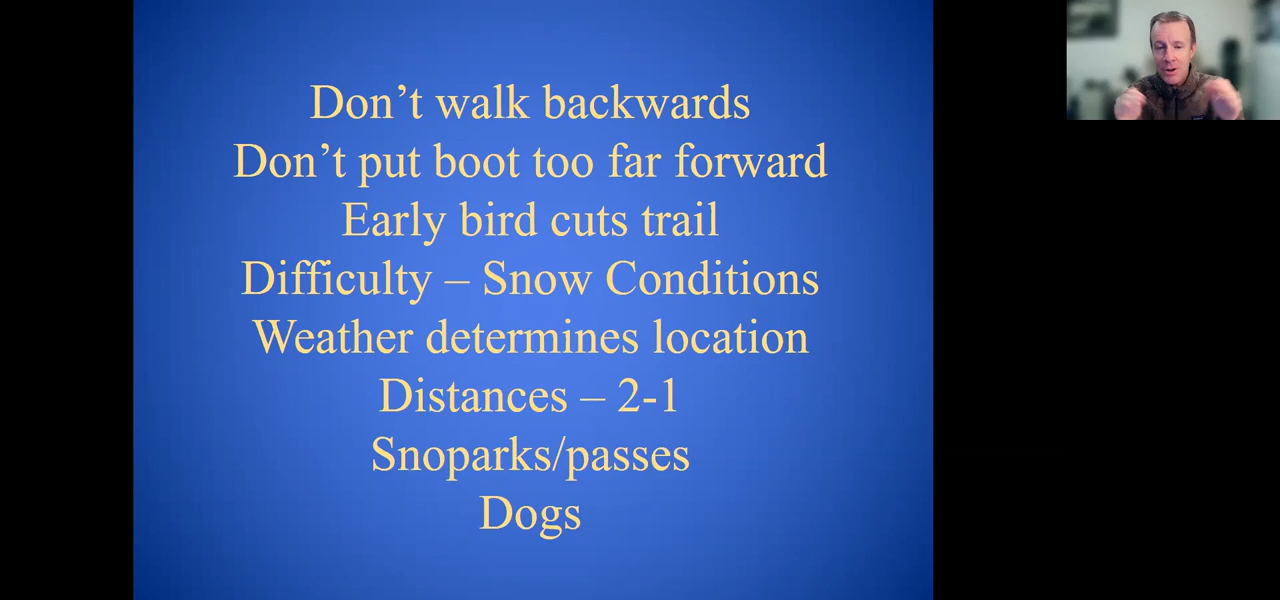 Don’t walk backwards
Don’t put boot too far forward
Early bird cuts trail
Difficulty – Snow Conditions
Weather determines location
Distances – 2-1
Snoparks/passes
Dogs